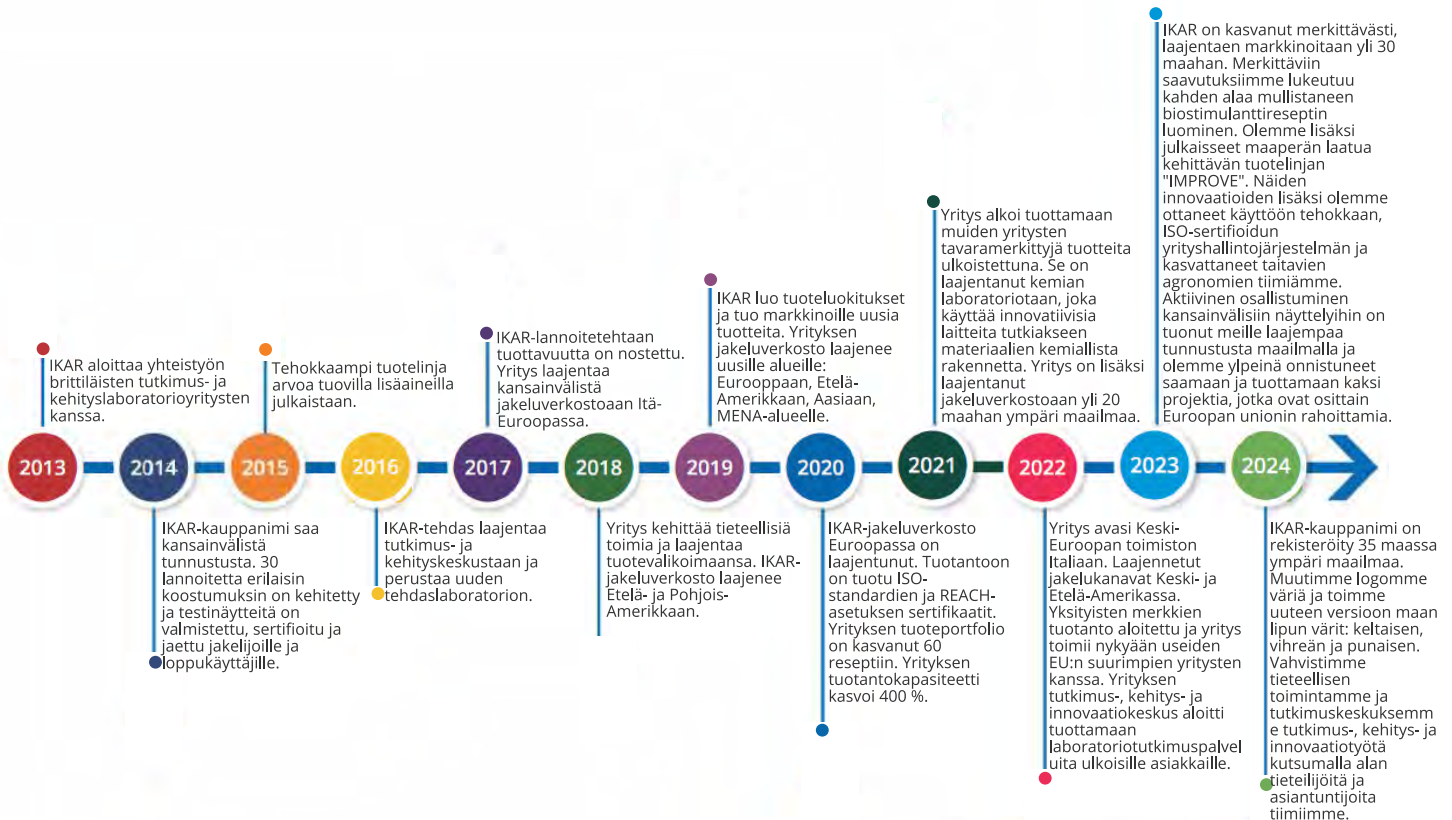 IKAR aloittaa yhteistyön
brittiläisten tutkimus- ja
kehityslaboratorioyritysten
kanssa.
Tehokkaampi tuotelinja
arvoa tuovilla lisäaineilla
julkaistaan.
IKAR-lannoitetehtaan
tuottavuutta on nostettu.
Yritys laajentaa
kansainvälistä
jakeluverkostoaan Itä-
Euroopassa.
IKAR luo tuoteluokitukset
ja tuo markkinoille uusia
tuotteita. Yrityksen
jakeluverkosto laajenee
uusille alueille:
Eurooppaan, Etelä-
Amerikkaan, Aasiaan,
MENA-alueelle.
Yritys alkoi tuottamaan
muiden yritysten
tavaramerkittyjä tuotteita
ulkoistettuna. Se on
laajentanut kemian
laboratoriotaan, joka
käyttää innovatiivisia
laitteita tutkiakseen
materiaalien kemiallista
rakennetta. Yritys on lisäksi
laajentanut
jakeluverkostoaan yli 20
maahan ympäri maailmaa.
IKAR on kasvanut merkittävästi,
laajentaen markkinoitaan yli 30
maahan. Merkittäviin
saavutuksiimme lukeutuu
kahden alaa mullistaneen
biostimulanttireseptin
luominen. Olemme lisäksi
julkaisseet maaperän laatua
kehittävän tuotelinjan
"IMPROVE". Näiden
innovaatioiden lisäksi olemme
ottaneet käyttöön tehokkaan,
ISO-sertifioidun
yrityshallintojärjestelmän ja
kasvattaneet taitavien
agronomien tiimiämme.
Aktiivinen osallistuminen
kansainvälisiin näyttelyihin on
tuonut meille laajempaa
tunnustusta maailmalla ja
olemme ylpeinä onnistuneet
saamaan ja tuottamaan kaksi
projektia, jotka ovat osittain
Euroopan unionin rahoittamia.
2013
2014
2015
2016
2017
2018
2019
2020
2021
2022
2023
2024
IKAR-kauppanimi saa
kansainvälistä
tunnustusta. 30
lannoitetta erilaisin
koostumuksin on kehitetty
ja testinäytteitä on
valmistettu, sertifioitu ja
jaettu jakelijoille ja
loppukäyttäjille.
IKAR-tehdas laajentaa
tutkimus- ja
kehityskeskustaan ja
perustaa uuden
tehdaslaboratorion.
Yritys kehittää tieteellisiä
toimia ja laajentaa
tuotevalikoimaansa. IKAR-
jakeluverkosto laajenee
Etelä- ja Pohjois-
Amerikkaan.
IKAR-jakeluverkosto
Euroopassa on
laajentunut. Tuotantoon
on tuotu ISO-
standardien ja REACH-
asetuksen sertifikaatit.
Yrityksen tuoteportfolio
on kasvanut 60
reseptiin. Yrityksen
tuotantokapasiteetti
kasvoi 400 %.
Yritys avasi Keski-
Euroopan toimiston
Italiaan. Laajennetut
jakelukanavat Keski- ja
Etelä-Amerikassa.
Yksityisten merkkien
tuotanto aloitettu ja yritys
toimii nykyään useiden
EU:n suurimpien yritysten
kanssa. Yrityksen
tutkimus-, kehitys- ja
innovaatiokeskus aloitti
tuottamaan
laboratoriotutkimuspalvel
uita ulkoisille asiakkaille.
IKAR-kauppanimi on
rekisteröity 35 maassa
ympäri maailmaa.
Muutimme logomme
väriä ja toimme
uuteen versioon maan
lipun värit: keltaisen,
vihreän ja punaisen.
Vahvistimme
tieteellisen
toimintamme ja
tutkimuskeskuksemm
e tutkimus-, kehitys- ja
innovaatiotyötä
kutsumalla alan
tieteilijöitä ja
asiantuntijoita
tiimiimme.